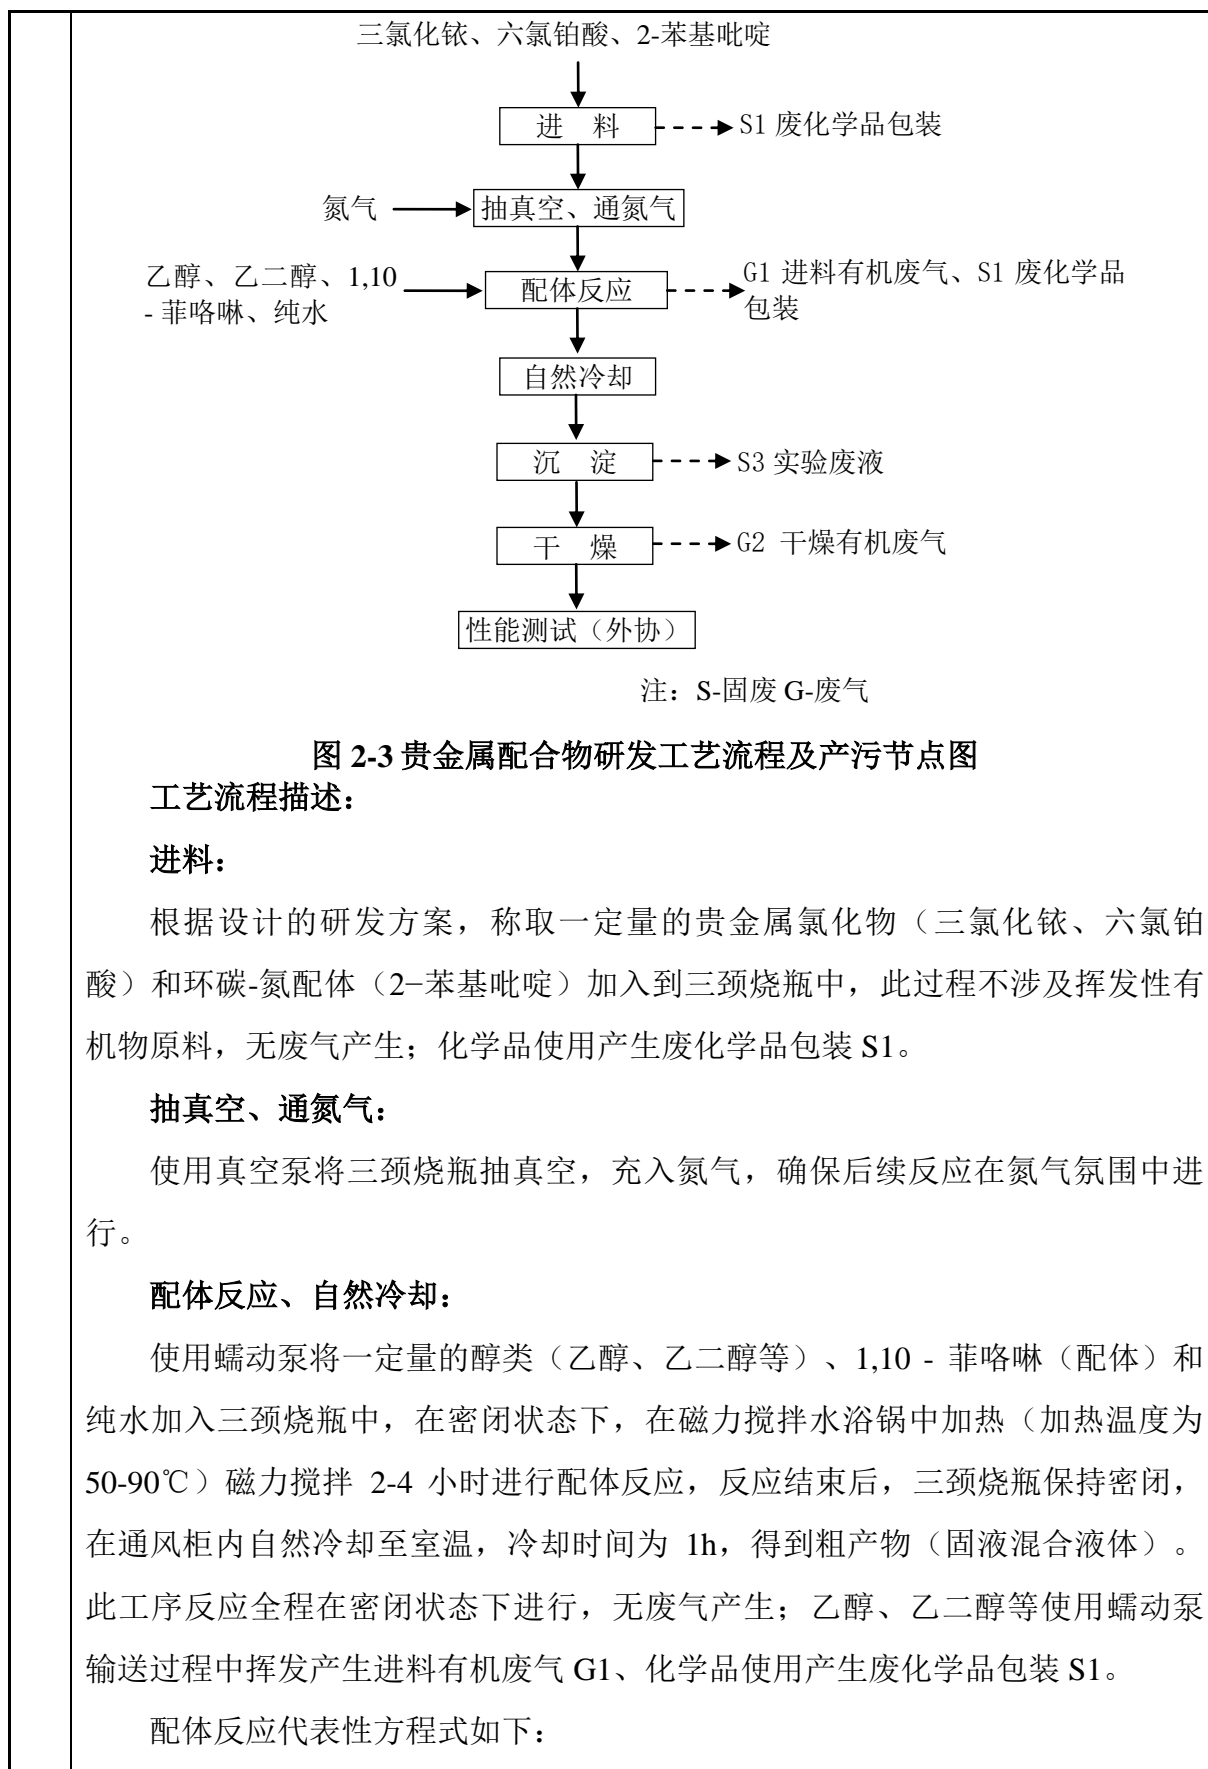 三氯化铱、六氯铂酸、2-苯基吡啶
进 料
S1 废化学品包装
氮气
抽真空、通氮气
乙醇、乙二醇、1,10
- 菲咯啉、纯水
配体反应
G1 进料有机废气、S1 废化学品
包装
自然冷却
沉 淀
S3 实验废液
干 燥
G2 干燥有机废气
性能测试（外协）
注：S-固废 G-废气
图 2-3 贵金属配合物研发工艺流程及产污节点图
工艺流程描述：
进料：
根据设计的研发方案，称取一定量的贵金属氯化物（三氯化铱、六氯铂
酸）和环碳-氮配体（2−苯基吡啶）加入到三颈烧瓶中，此过程不涉及挥发性有
机物原料，无废气产生；化学品使用产生废化学品包装 S1。
抽真空、通氮气：
使用真空泵将三颈烧瓶抽真空，充入氮气，确保后续反应在氮气氛围中进
行。
配体反应、自然冷却：
使用蠕动泵将一定量的醇类（乙醇、乙二醇等）、1,10 - 菲咯啉（配体）和
纯水加入三颈烧瓶中，在密闭状态下，在磁力搅拌水浴锅中加热（加热温度为
50-90℃）磁力搅拌 2-4 小时进行配体反应，反应结束后，三颈烧瓶保持密闭，
在通风柜内自然冷却至室温，冷却时间为 1h，得到粗产物（固液混合液体）。
此工序反应全程在密闭状态下进行，无废气产生；乙醇、乙二醇等使用蠕动泵
输送过程中挥发产生进料有机废气 G1、化学品使用产生废化学品包装 S1。
配体反应代表性方程式如下：